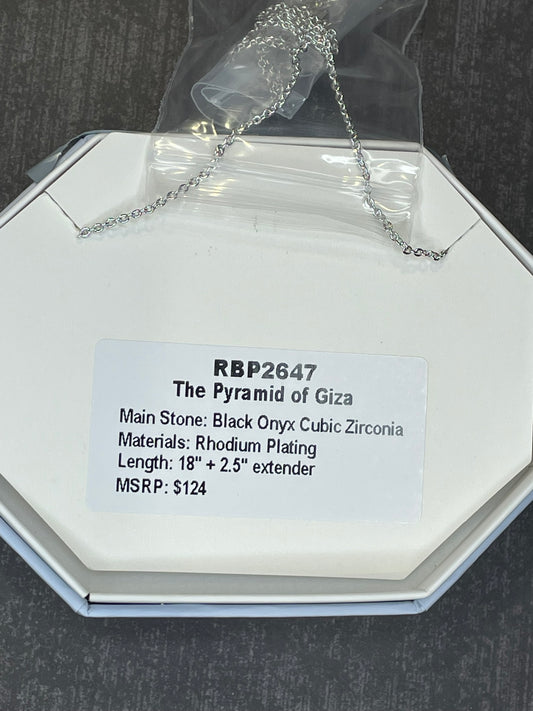 RBP2647
The Pyramid of Giza
Main Stone: Black Onyx Cubic Zirconia
Materials: Rhodium Plating
Length: 18" + 2.5" extender
MSRP: $124